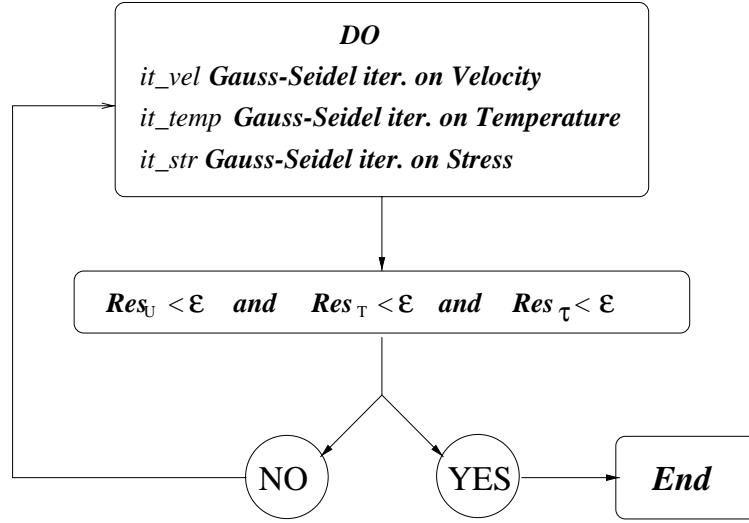 DO
it_vel Gauss-Seidel iter. on Velocity
it_temp Gauss-Seidel iter. on Temperature
it_str Gauss-Seidel iter. on Stress
Res_U < ε and Res_T < ε and Res_τ < ε
NO YES End